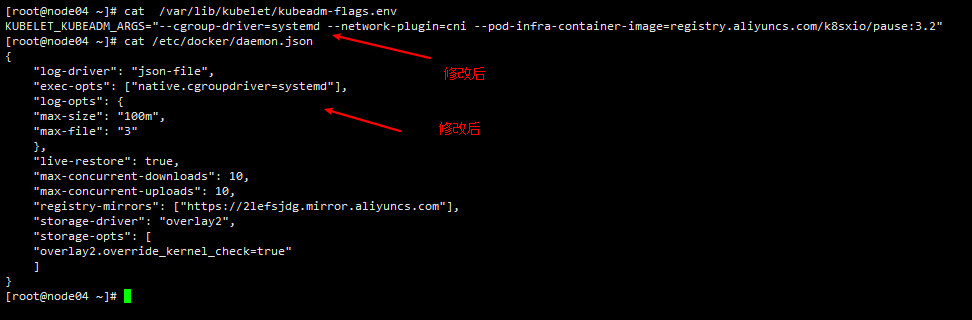 [root@node04 ~]# cat  /var/lib/kubelet/kubeadm-flags.env
KUBELET_KUBEADM_ARGS="--cgroup-driver=systemd --network-plugin=cni --pod-infra-container-image=registry.aliyuncs.com/k8sxio/pause:3.2"
[root@node04 ~]# cat /etc/docker/daemon.json
{
    "log-driver": "json-file",
修改后
    "exec-opts": ["native.cgroupdriver=systemd"],
    "log-opts": {
    "max-size": "100m",
    "max-file": "3"
修改后
    },
    "live-restore": true,
    "max-concurrent-downloads": 10,
    "max-concurrent-uploads": 10,
    "registry-mirrors": ["https://2lefsjdg.mirror.aliyuncs.com"],
    "storage-driver": "overlay2",
    "storage-opts": [
    "overlay2.override_kernel_check=true"
    ]
}
[root@node04 ~]#